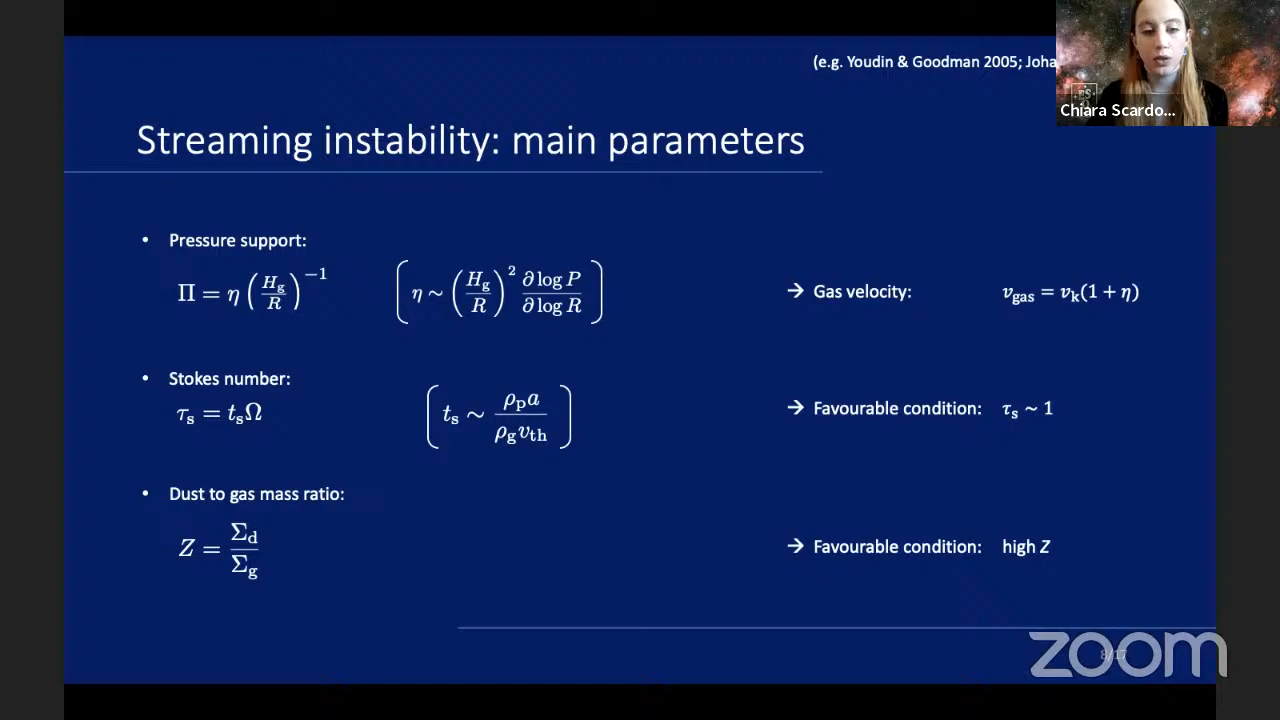 (e.g. Youdin & Goodman 2005; Joha
Chiara Scardo...
Streaming instability: main parameters
• Pressure support:
Π = η (H_g/R)^{−1} (η ~ (H_g/R)^2 ∂ log P/∂ log R) → Gas velocity: v_gas = v_k(1 + η)
• Stokes number:
τ_s = t_sΩ (t_s ~ ρ_p a/ρ_g v_th) → Favourable condition: τ_s ~ 1
• Dust to gas mass ratio:
Z = Σ_d/Σ_g → Favourable condition: high Z
8/17
zoom